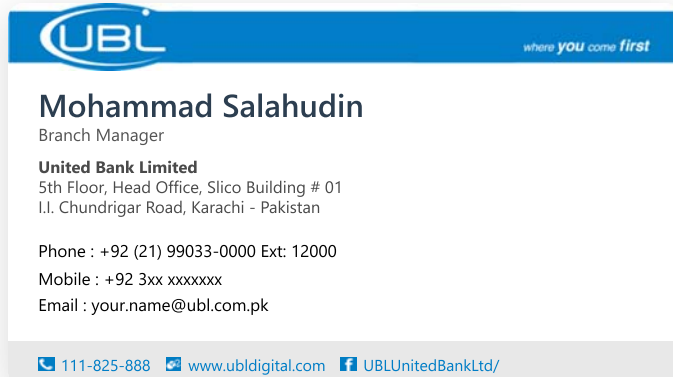 UBL
where you come first
Mohammad Salahudin
Branch Manager
United Bank Limited
5th Floor, Head Office, Slico Building # 01
I.I. Chundrigar Road, Karachi - Pakistan
Phone : +92 (21) 99033-0000 Ext: 12000
Mobile : +92 3xx xxxxxxx
Email : your.name@ubl.com.pk
111-825-888 www.ubldigital.com UBLUnitedBankLtd/